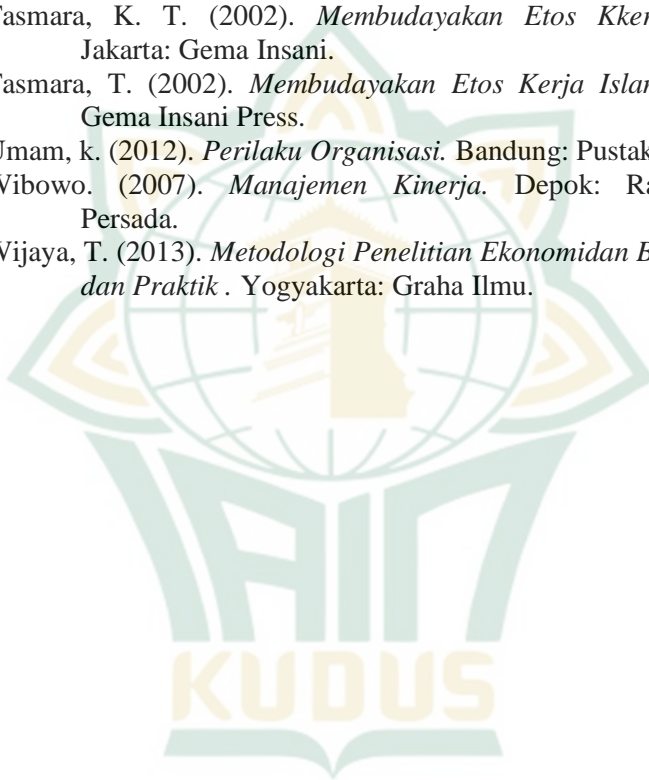 Tasmara, K. T. (2002). Membudayakan Etos Kker
Jakarta: Gema Insani.
Tasmara, T. (2002). Membudayakan Etos Kerja Islam
Gema Insani Press.
Umam, k. (2012). Perilaku Organisasi. Bandung: Pustak
Wibowo. (2007). Manajemen Kinerja. Depok: Ra
Persada.
Wijaya, T. (2013). Metodologi Penelitian Ekonomidan B
dan Praktik . Yogyakarta: Graha Ilmu.
IAIN
KUDUS